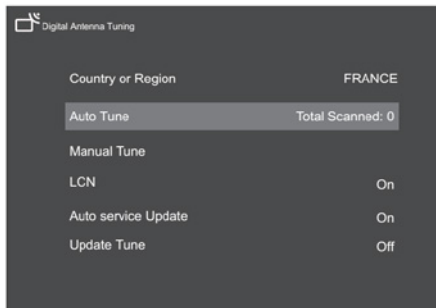 Digital Antenna Tuning
Country or Region FRANCE
Auto Tune Total Scanned: 0
Manual Tune
LCN On
Auto service Update On
Update Tune Off